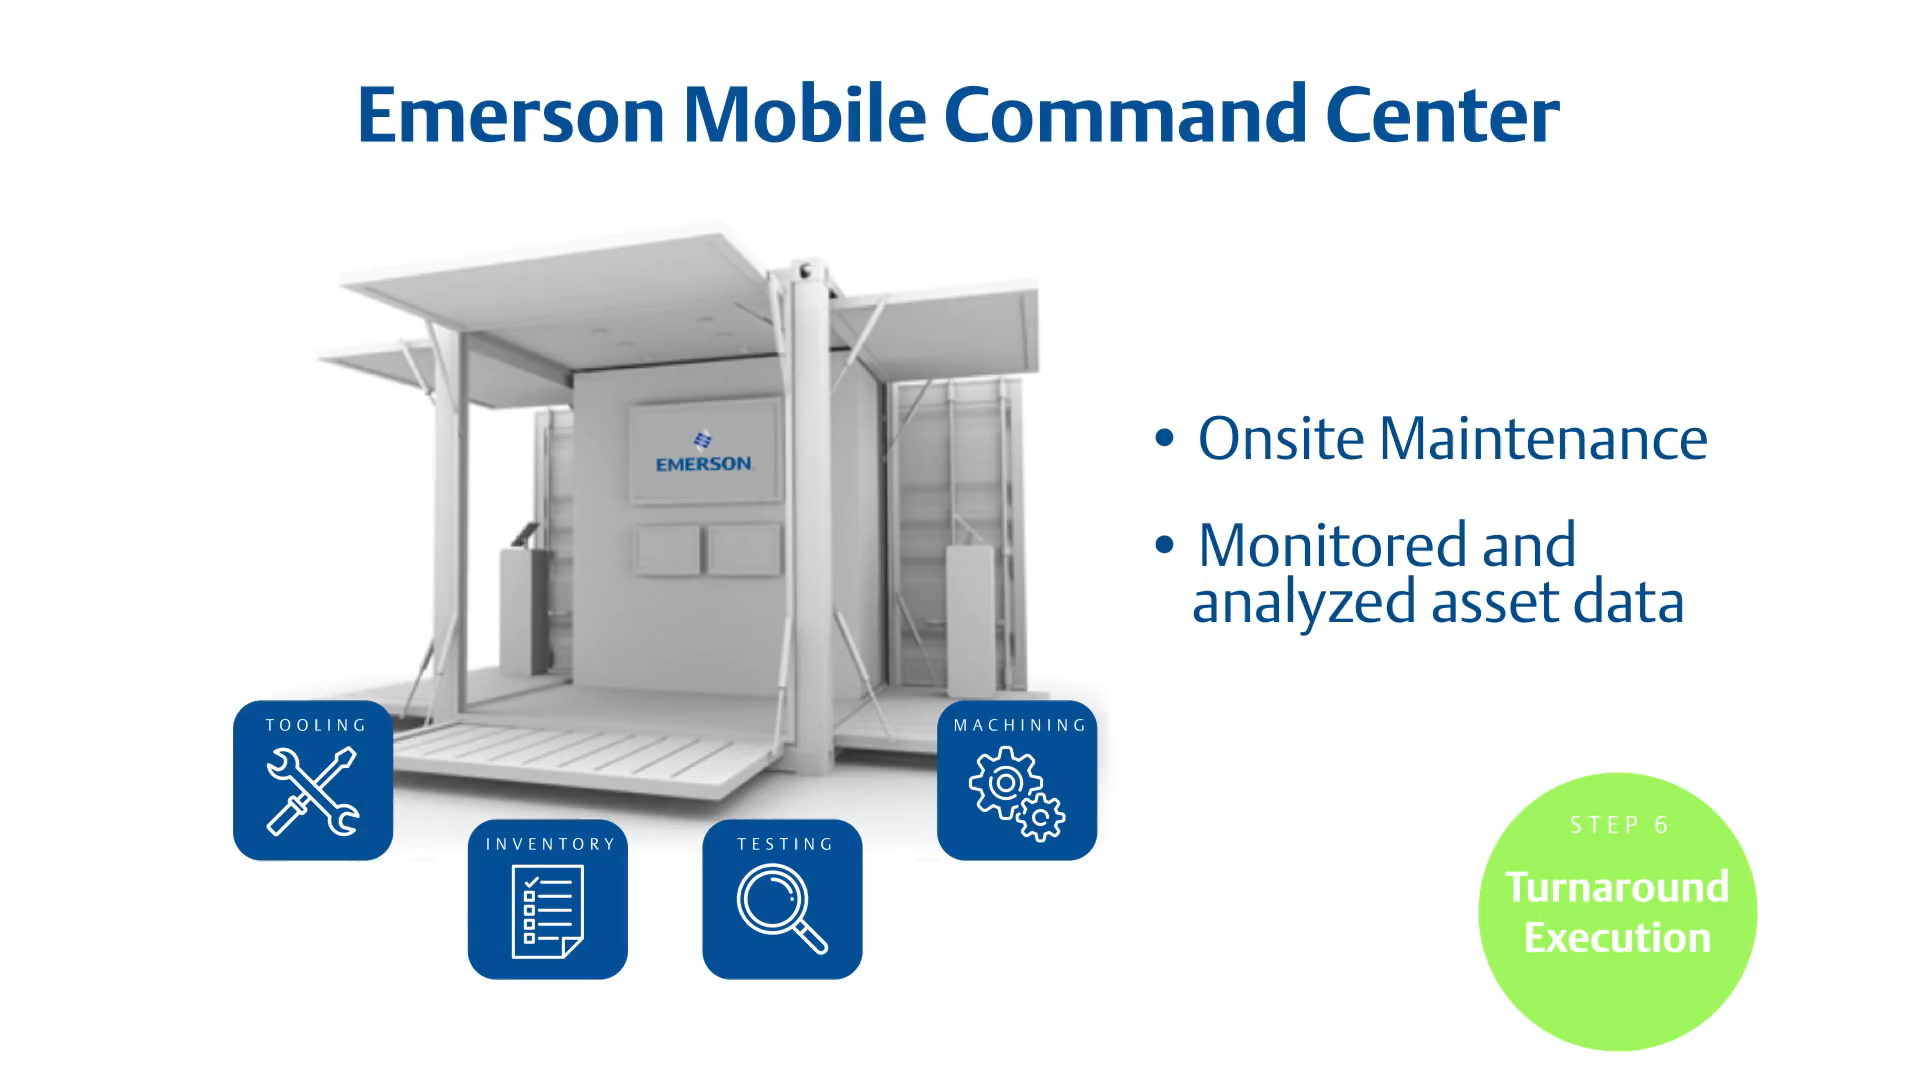 Emerson Mobile Command Center
EMERSON
• Onsite Maintenance
• Monitored and
analyzed asset data
TOOLING
INVENTORY
TESTING
MACHINING
STEP 6
Turnaround
Execution